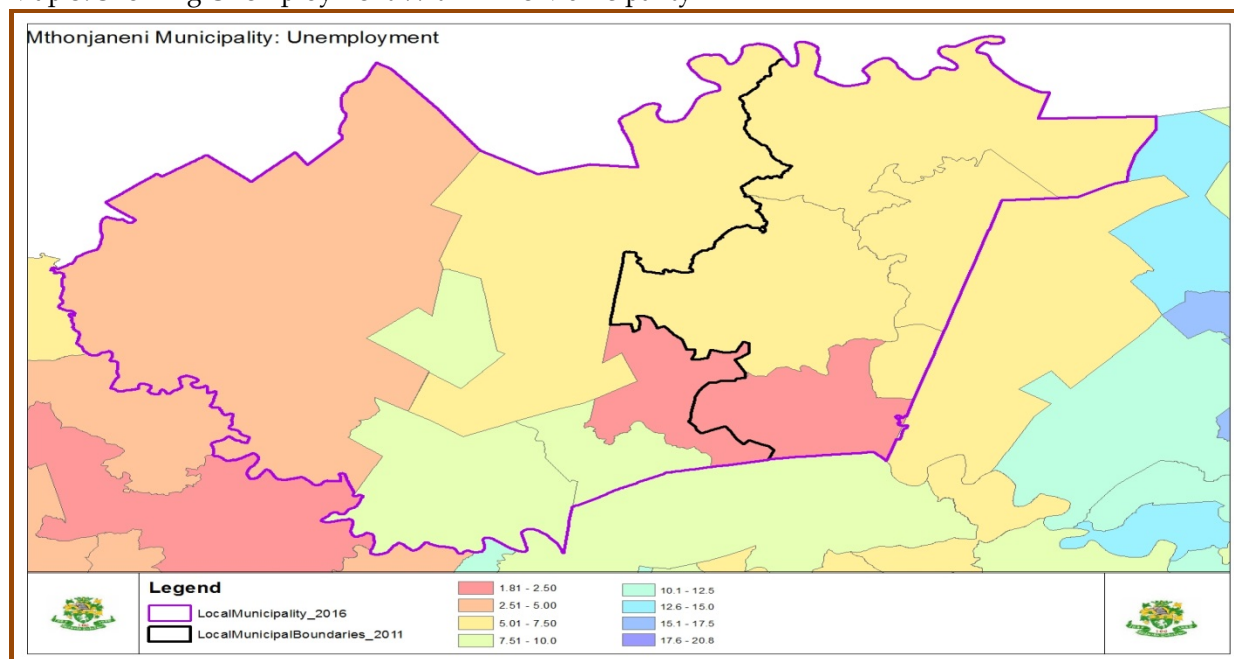 Mthonjaneni Municipality: Unemployment
Legend
LocalMunicipality_2016
LocalMunicipalBoundaries_2011
1.81 - 2.50
2.51 - 5.00
5.01 - 7.50
7.51 - 10.0
10.1 - 12.5
12.6 - 15.0
15.1 - 17.5
17.6 - 20.8